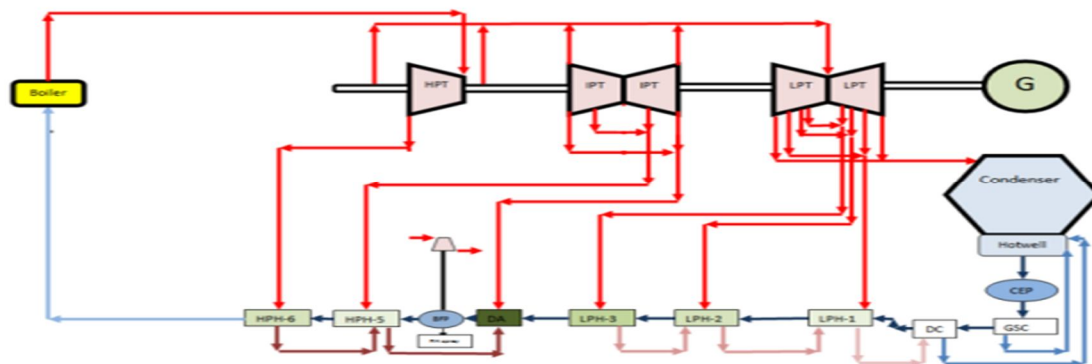 HPT
IPT
IPT
LPT
LPT
G
Boiler
Condenser
Hotwell
CEP
HPH-6
HPH-5
BFP
DA
LPH-3
LPH-2
LPH-1
DC
GSC